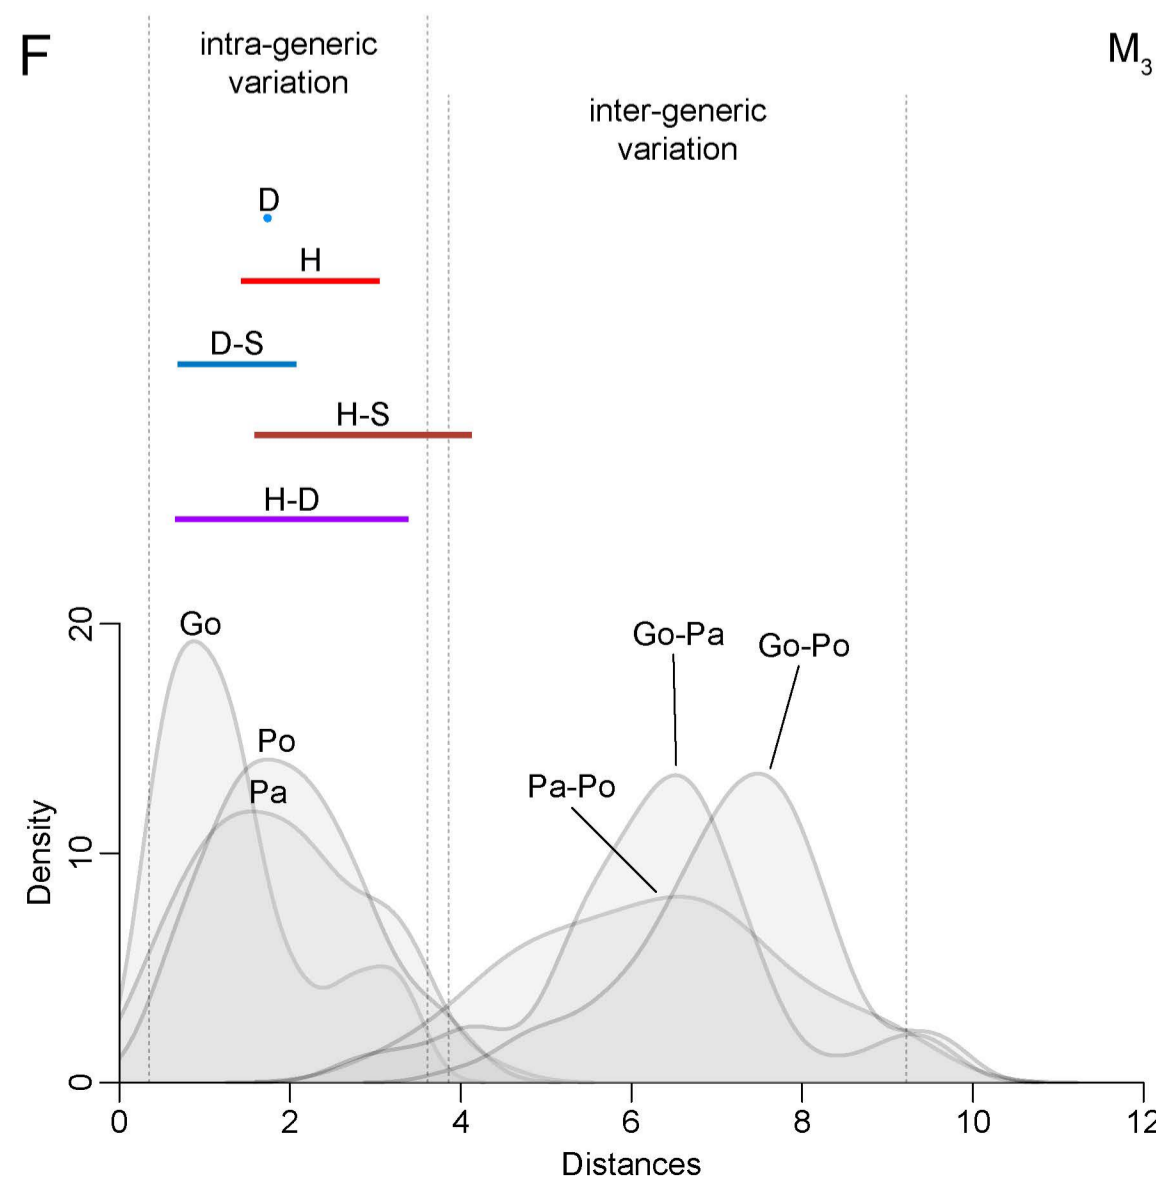 F
intra-generic
variation
M3
inter-generic
variation
D
H
D-S
H-S
H-D
20
Go
Go-Pa
Go-Po
Po
Pa
Pa-Po
10
Density
0
0 2 4 6 8 10 12
Distances